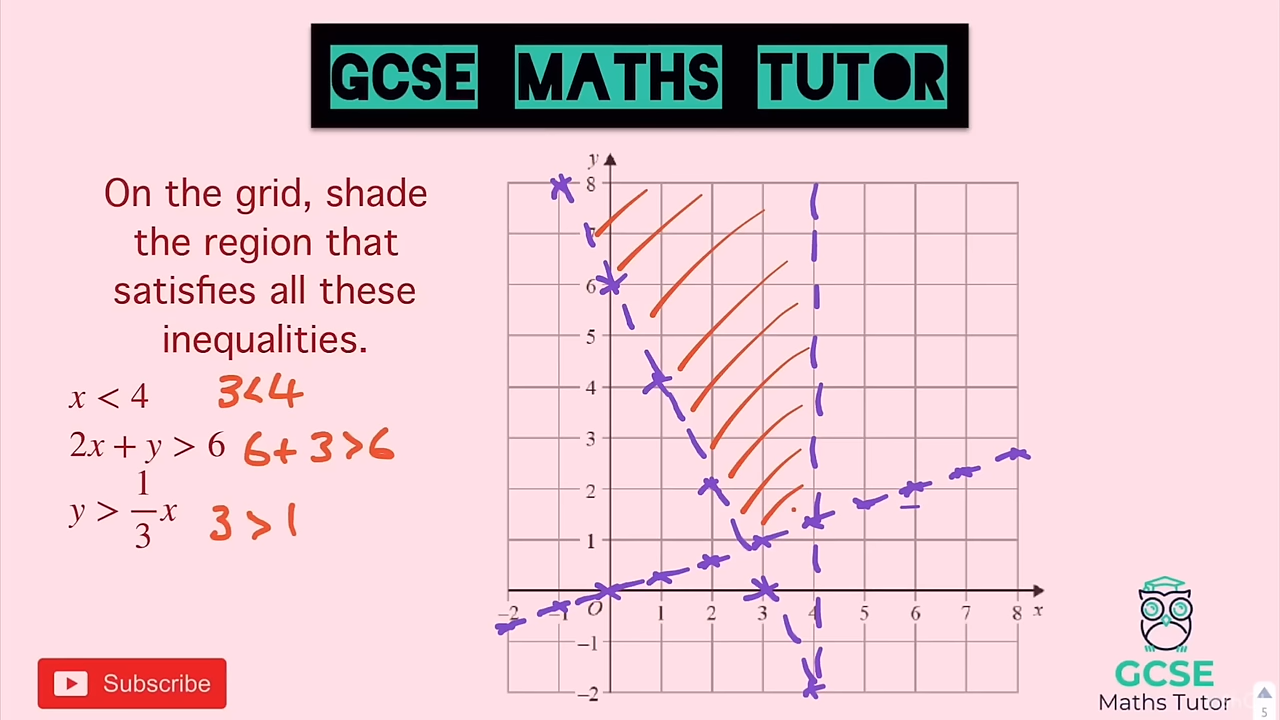 GCSE MATHS TUTOR
On the grid, shade
the region that
satisfies all these
inequalities.
x < 4 3<4
2x + y > 6 6+3>6
y > 1/3 x 3>1
y
8
7
6
5
4
3
2
1
O
-2 -1 1 2 3 4 5 6 7 8 x
-1
-2
Subscribe
GCSE
Maths Tutor
5